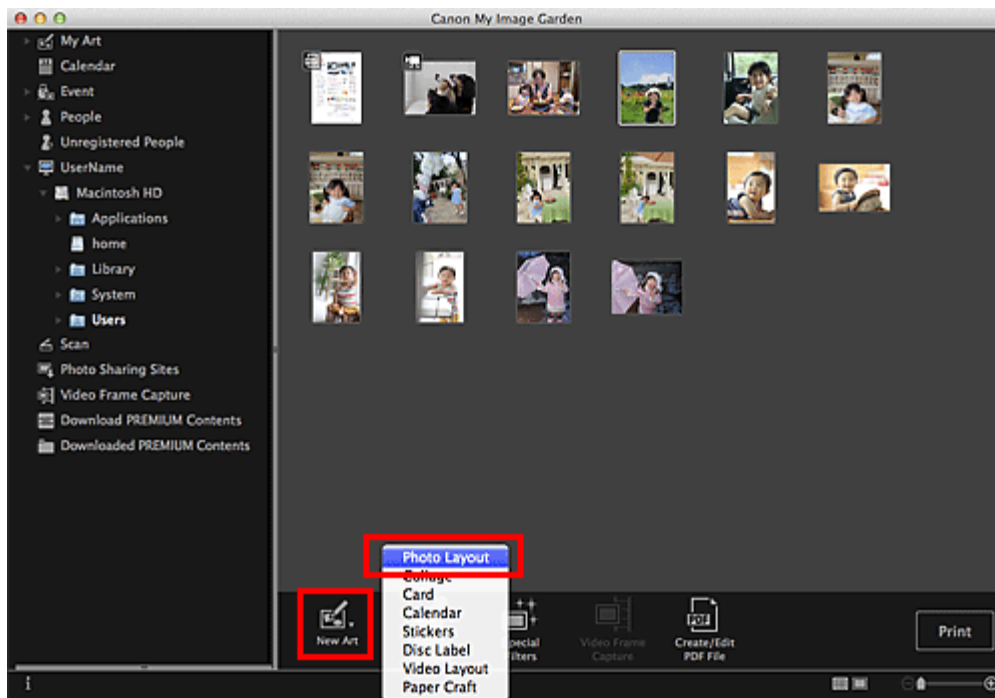 Canon My Image Garden
My Art
Calendar
Event
People
Unregistered People
UserName
Macintosh HD
Applications
home
Library
System
Users
Scan
Photo Sharing Sites
Video Frame Capture
Download PREMIUM Contents
Downloaded PREMIUM Contents
Photo Layout
Collage
Card
Calendar
Stickers
Disc Label
Video Layout
Paper Craft
New Art
Video Frame
Capture
PDF
Create/Edit
PDF File
Print